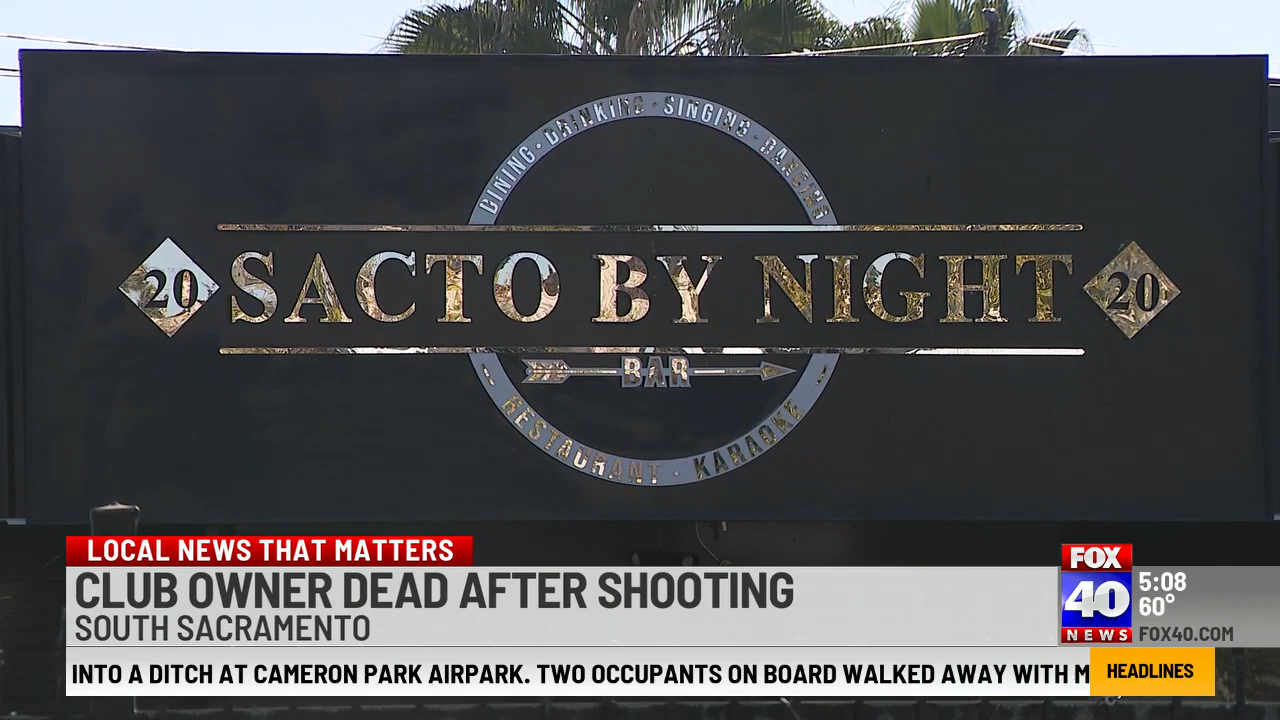 DINING · DRINKING · SINGING · DANCING
20 SACTO BY NIGHT 20
BAR
- RESTAURANT · KARAOKE -
LOCAL NEWS THAT MATTERS
CLUB OWNER DEAD AFTER SHOOTING
SOUTH SACRAMENTO
INTO A DITCH AT CAMERON PARK AIRPARK. TWO OCCUPANTS ON BOARD WALKED AWAY WITH M
HEADLINES
FOX
40
NEWS
5:08
60°
FOX40.COM